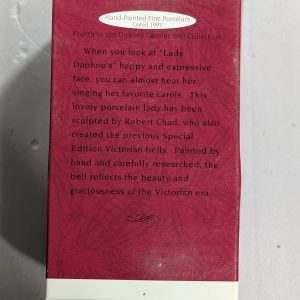 Hand-Painted Fine Porcelain
Dated 1993
Fourth in the Dickens Caroler Bell Collection
When you look at "Lady
Daphne's" happy and expressive
face, you can almost hear her
singing her favorite carols. This
lovely porcelain lady has been
sculpted by Robert Chad, who also
created the previous Special
Edition Victorian bells. Painted by
hand and carefully researched, the
bell reflects the beauty and
graciousness of the Victorian era.